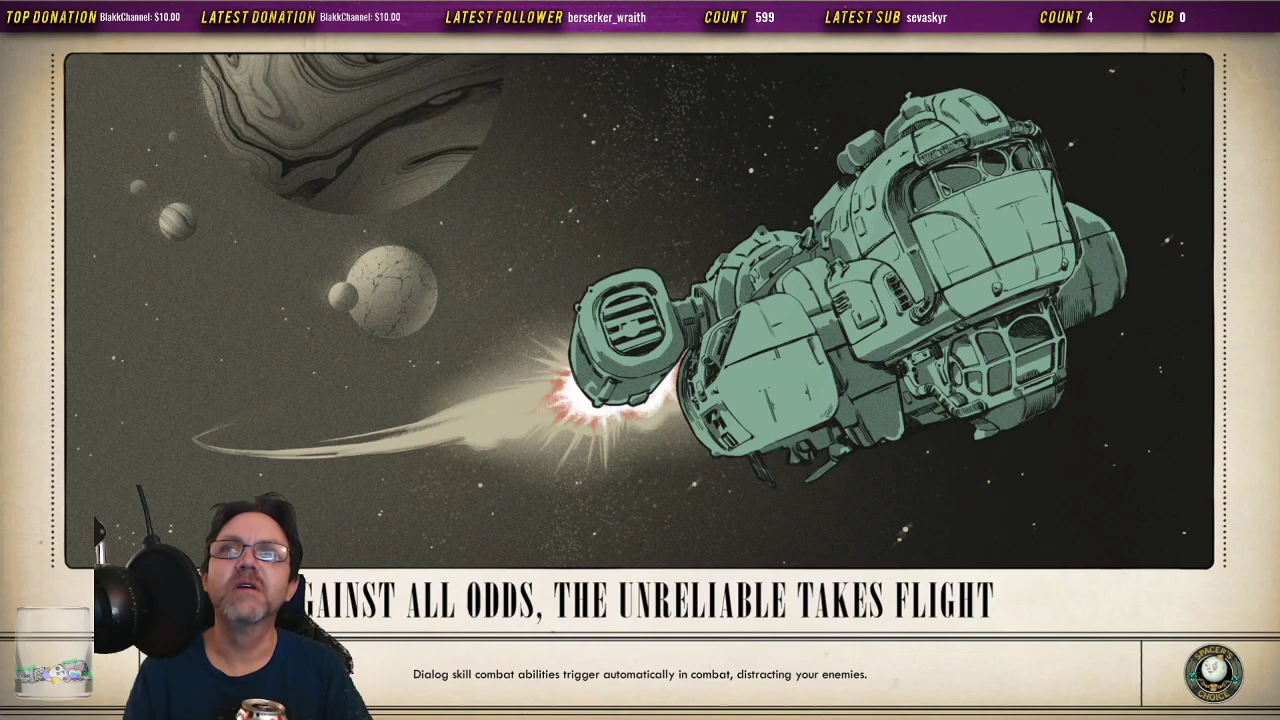 TOP DONATION BlakkChannel: $10.00 LATEST DONATION BlakkChannel: $10.00 LATEST FOLLOWER berserker_wraith COUNT 599 LATEST SUB sevaskyr COUNT 4 SUB 0
GAINST ALL ODDS, THE UNRELIABLE TAKES FLIGHT
Dialog skill combat abilities trigger automatically in combat, distracting your enemies.
SPACER'S
CHOICE